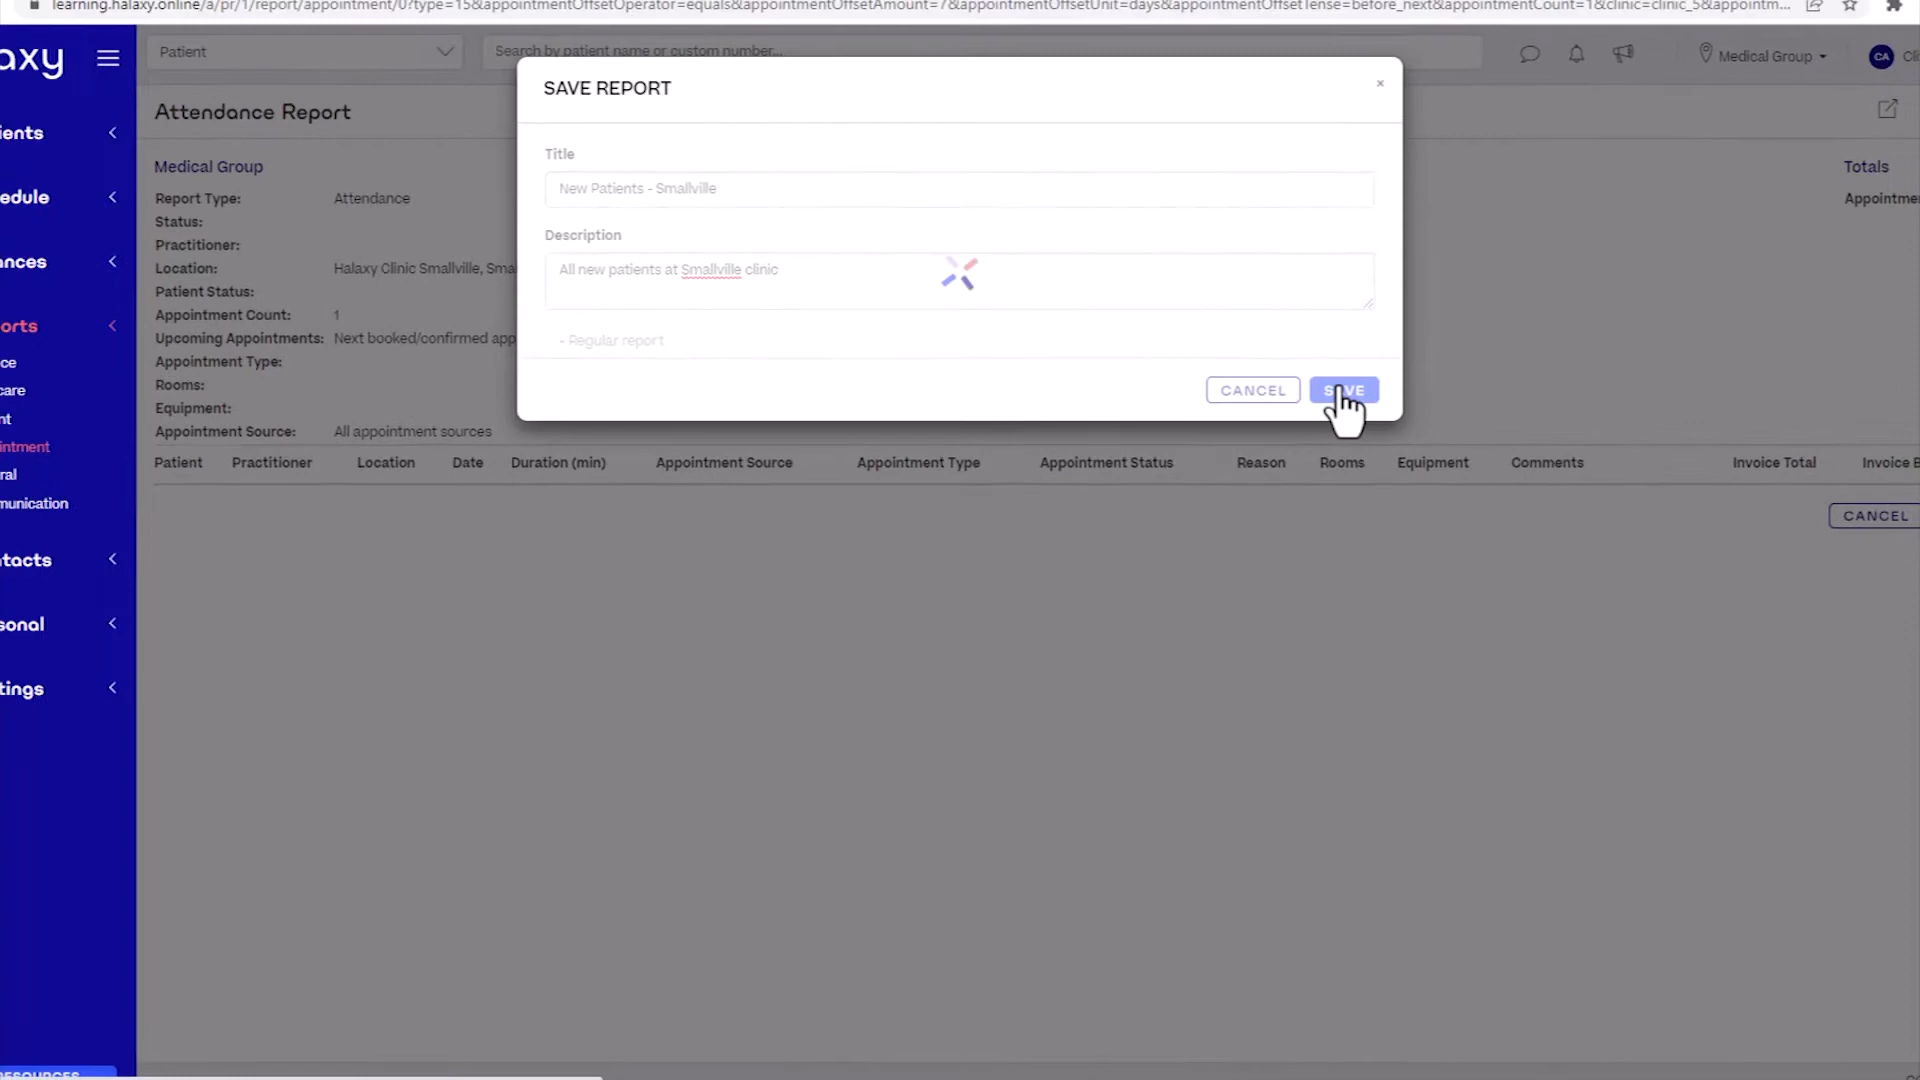 learning.halaxy.online/a/pr/1/report/appointment/0?type=15&appointmentOffsetOperator=equals&appointmentOffsetAmount=7&appointmentOffsetUnit=days&appointmentOffsetTense=before_next&appointmentCount=1&clinic=clinic_5&appointm...
axy
Patient
Search by patient name or custom number...
Medical Group
CA
Cli
SAVE REPORT
×
Attendance Report
ients
edule
ances
orts
ce
care
nt
intment
ral
munication
ntacts
sonal
tings
RESOURCES
Title
New Patients - Smallville
Description
All new patients at Smallville clinic
- Regular report
CANCEL
SAVE
Medical Group
Report Type: Attendance
Status:
Practitioner:
Location: Halaxy Clinic Smallville, Sma
Patient Status:
Appointment Count: 1
Upcoming Appointments: Next booked/confirmed app
Appointment Type:
Rooms:
Equipment:
Appointment Source: All appointment sources
Totals
Appointmen
Patient Practitioner Location Date Duration (min) Appointment Source Appointment Type Appointment Status Reason Rooms Equipment Comments Invoice Total Invoice B
CANCEL